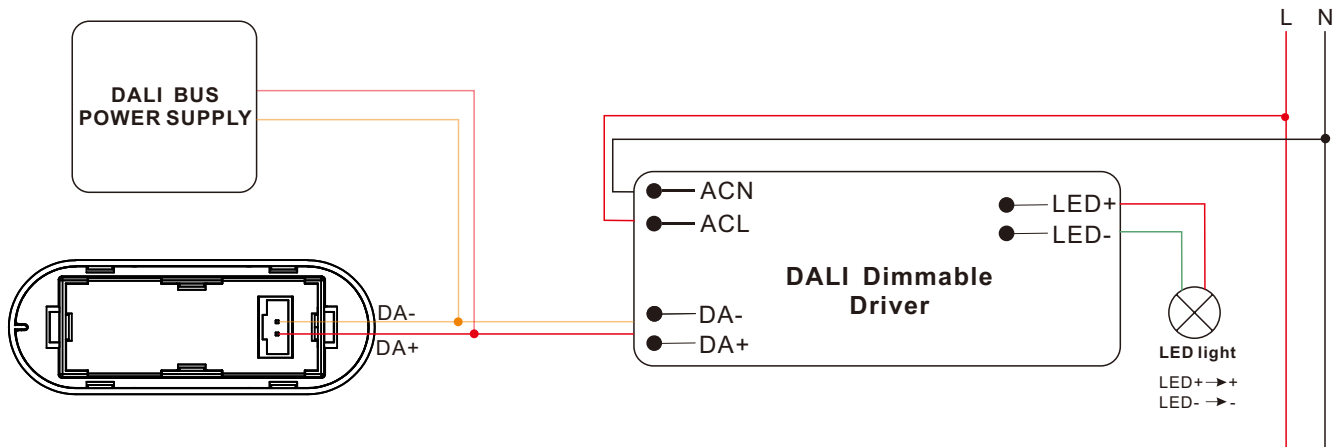 L N
DALI BUS
POWER SUPPLY
ACN
ACL
LED+
LED-
DALI Dimmable
Driver
DA-
DA+
DA-
DA+
LED light
LED+→+
LED-→-